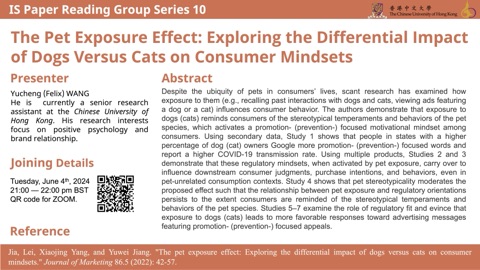 IS Paper Reading Group Series 10
香港中文大學
The Chinese University of Hong Kong
The Pet Exposure Effect: Exploring the Differential Impact
of Dogs Versus Cats on Consumer Mindsets
Presenter
Yucheng (Felix) WANG
He is currently a senior research
assistant at the Chinese University of
Hong Kong. His research interests
focus on positive psychology and
brand relationship.
Joining Details
Tuesday, June 4th, 2024
21:00 — 22:00 pm BST
QR code for ZOOM.
Abstract
Despite the ubiquity of pets in consumers' lives, scant research has examined how
exposure to them (e.g., recalling past interactions with dogs and cats, viewing ads featuring
a dog or a cat) influences consumer behavior. The authors demonstrate that exposure to
dogs (cats) reminds consumers of the stereotypical temperaments and behaviors of the pet
species, which activates a promotion- (prevention-) focused motivational mindset among
consumers. Using secondary data, Study 1 shows that people in states with a higher
percentage of dog (cat) owners Google more promotion- (prevention-) focused words and
report a higher COVID-19 transmission rate. Using multiple products, Studies 2 and 3
demonstrate that these regulatory mindsets, when activated by pet exposure, carry over to
influence downstream consumer judgments, purchase intentions, and behaviors, even in
pet-unrelated consumption contexts. Study 4 shows that pet stereotypicality moderates the
proposed effect such that the relationship between pet exposure and regulatory orientations
persists to the extent consumers are reminded of the stereotypical temperaments and
behaviors of the pet species. Studies 5–7 examine the role of regulatory fit and evince that
exposure to dogs (cats) leads to more favorable responses toward advertising messages
featuring promotion- (prevention-) focused appeals.
Reference
Jia, Lei, Xiaojing Yang, and Yuwei Jiang. "The pet exposure effect: Exploring the differential impact of dogs versus cats on consumer
mindsets." Journal of Marketing 86.5 (2022): 42-57.